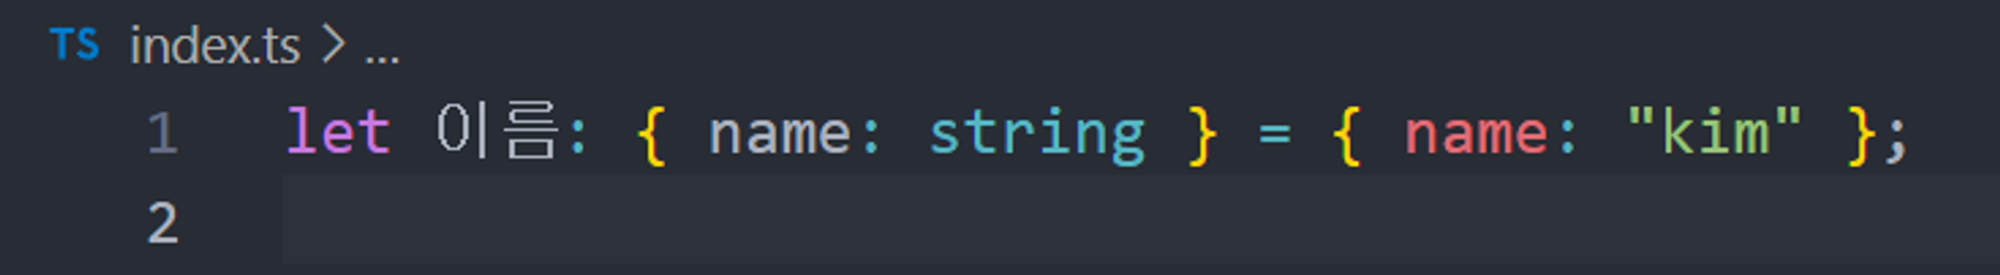 TS index.ts > ...
1 let 이름: { name: string } = { name: "kim" };
2